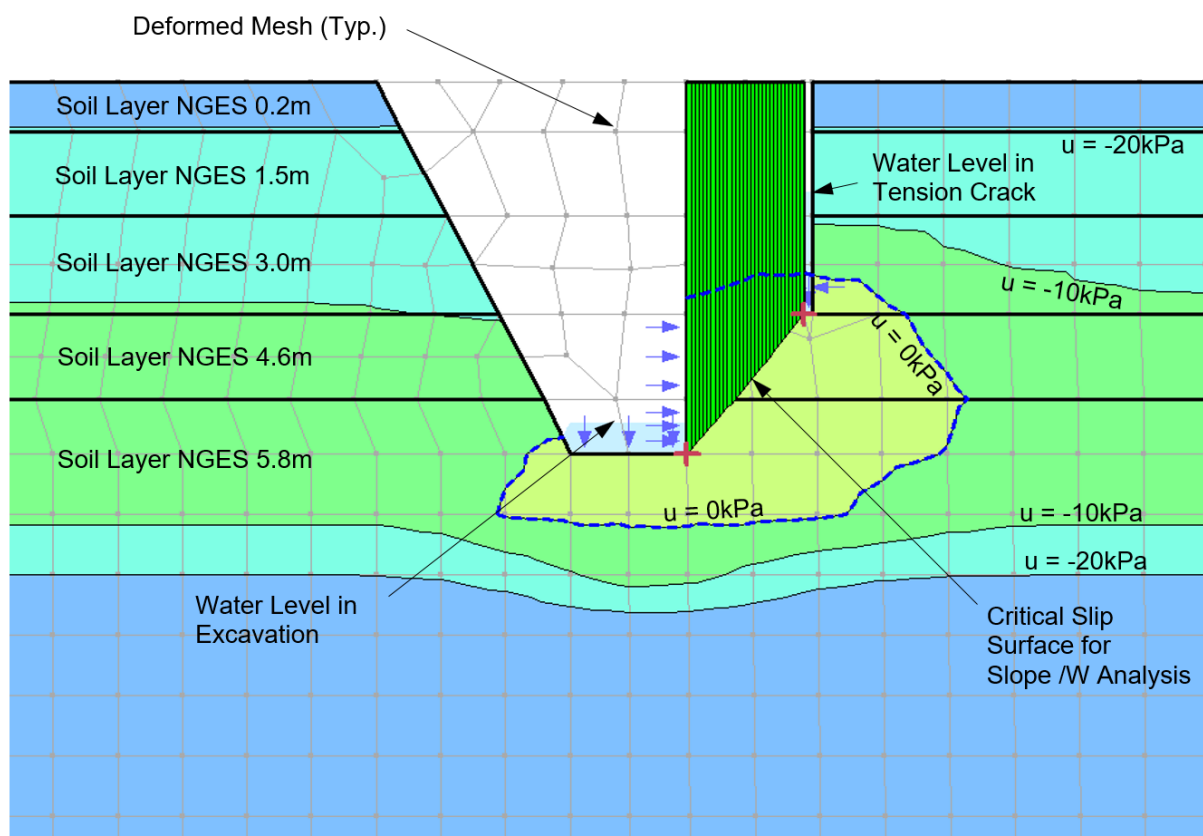 Deformed Mesh (Typ.)
Soil Layer NGES 0.2m
u = -20kPa
Water Level in
Tension Crack
Soil Layer NGES 1.5m
Soil Layer NGES 3.0m
u = -10kPa
u = 0kPa
Soil Layer NGES 4.6m
Soil Layer NGES 5.8m
u = 0kPa
u = -10kPa
u = -20kPa
Water Level in
Excavation
Critical Slip
Surface for
Slope /W Analysis